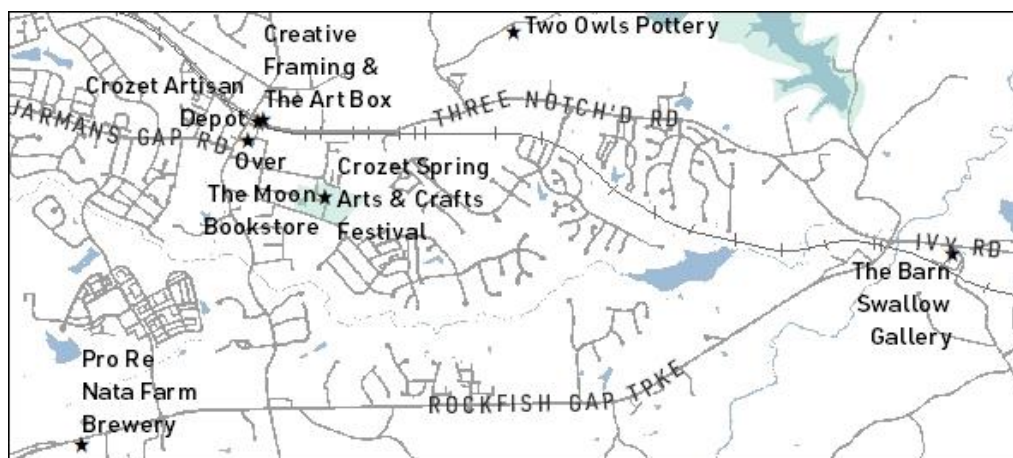 Two Owls Pottery
Creative
Framing &
The Art Box
Crozet Artisan
Depot
THREE NOTCH'D RD
JARMANS GAP RD
Over
The Moon
Bookstore
Crozet Spring
Arts & Crafts
Festival
IVY RD
The Barn
Swallow
Gallery
Pro Re
Nata Farm
Brewery
ROCKFISH GAP TPKE